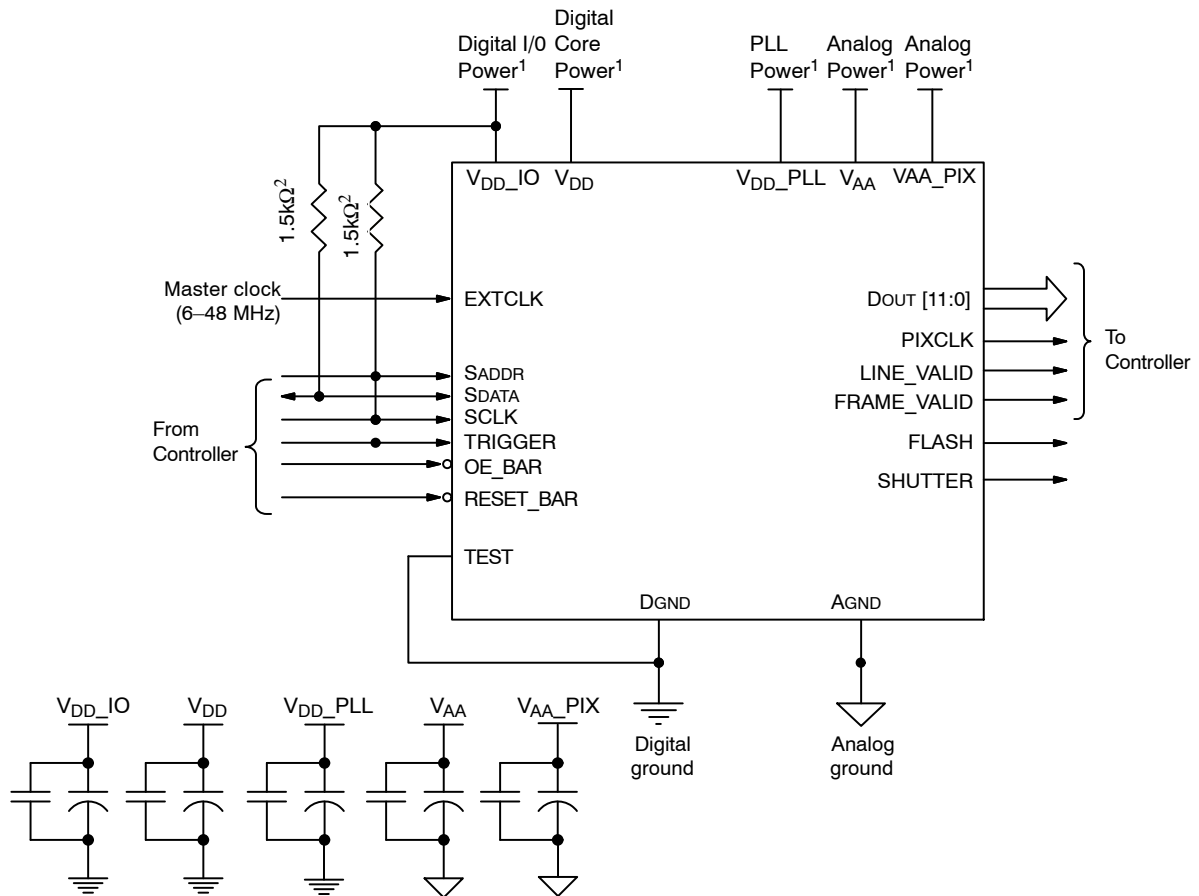 Digital I/0
Power1
Digital
Core
Power1
PLL
Power1
Analog
Power1
Analog
Power1
VDD_IO
VDD
VDD_PLL
VAA
VAA_PIX
1.5kΩ2
1.5kΩ2
Master clock
(6–48 MHz)
EXTCLK
SADDR
SDATA
SCLK
TRIGGER
OE_BAR
RESET_BAR
TEST
From
Controller
DOUT [11:0]
PIXCLK
LINE_VALID
FRAME_VALID
FLASH
SHUTTER
To
Controller
DGND
AGND
Digital
ground
Analog
ground
VDD_IO
VDD
VDD_PLL
VAA
VAA_PIX